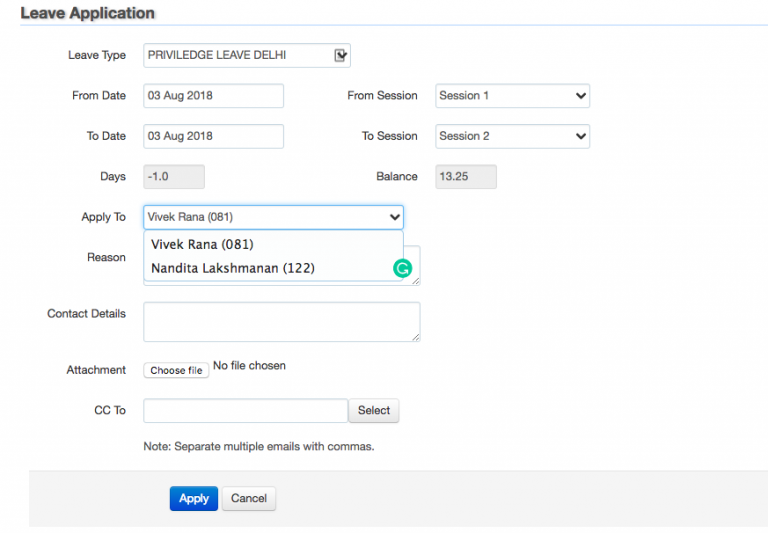 Leave Application
Leave Type PRIVILEDGE LEAVE DELHI
From Date 03 Aug 2018 From Session Session 1
To Date 03 Aug 2018 To Session Session 2
Days -1.0 Balance 13.25
Apply To Vivek Rana (081)
Vivek Rana (081)
Reason
Nandita Lakshmanan (122)
Contact Details
Attachment Choose file No file chosen
CC To Select
Note: Separate multiple emails with commas.
Apply Cancel